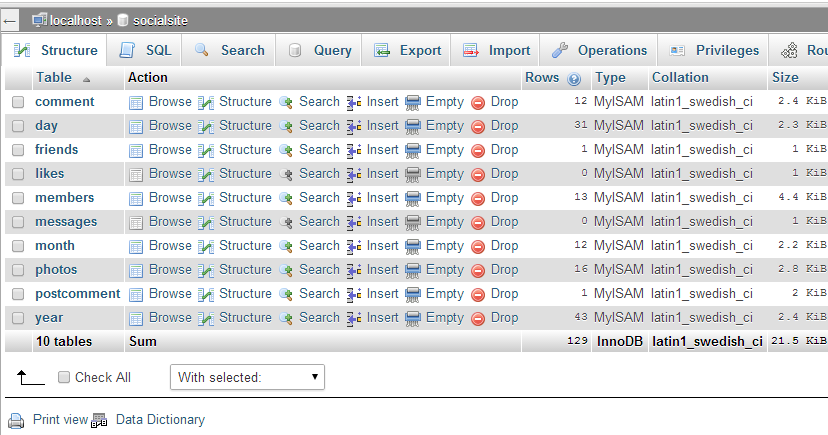 localhost » socialsite
Structure SQL Search Query Export Import Operations Privileges Rou
Table Action Rows Type Collation Size
comment Browse Structure Search Insert Empty Drop 12 MyISAM latin1_swedish_ci 2.4 KiB
day Browse Structure Search Insert Empty Drop 31 MyISAM latin1_swedish_ci 2.3 KiB
friends Browse Structure Search Insert Empty Drop 1 MyISAM latin1_swedish_ci 1 KiB
likes Browse Structure Search Insert Empty Drop 0 MyISAM latin1_swedish_ci 1 KiB
members Browse Structure Search Insert Empty Drop 13 MyISAM latin1_swedish_ci 4.4 KiB
messages Browse Structure Search Insert Empty Drop 0 MyISAM latin1_swedish_ci 1 KiB
month Browse Structure Search Insert Empty Drop 12 MyISAM latin1_swedish_ci 2.2 KiB
photos Browse Structure Search Insert Empty Drop 16 MyISAM latin1_swedish_ci 2.8 KiB
postcomment Browse Structure Search Insert Empty Drop 1 MyISAM latin1_swedish_ci 2 KiB
year Browse Structure Search Insert Empty Drop 43 MyISAM latin1_swedish_ci 2.4 KiB
10 tables Sum 129 InnoDB latin1_swedish_ci 21.5 KiB
Check All With selected:
Print view Data Dictionary